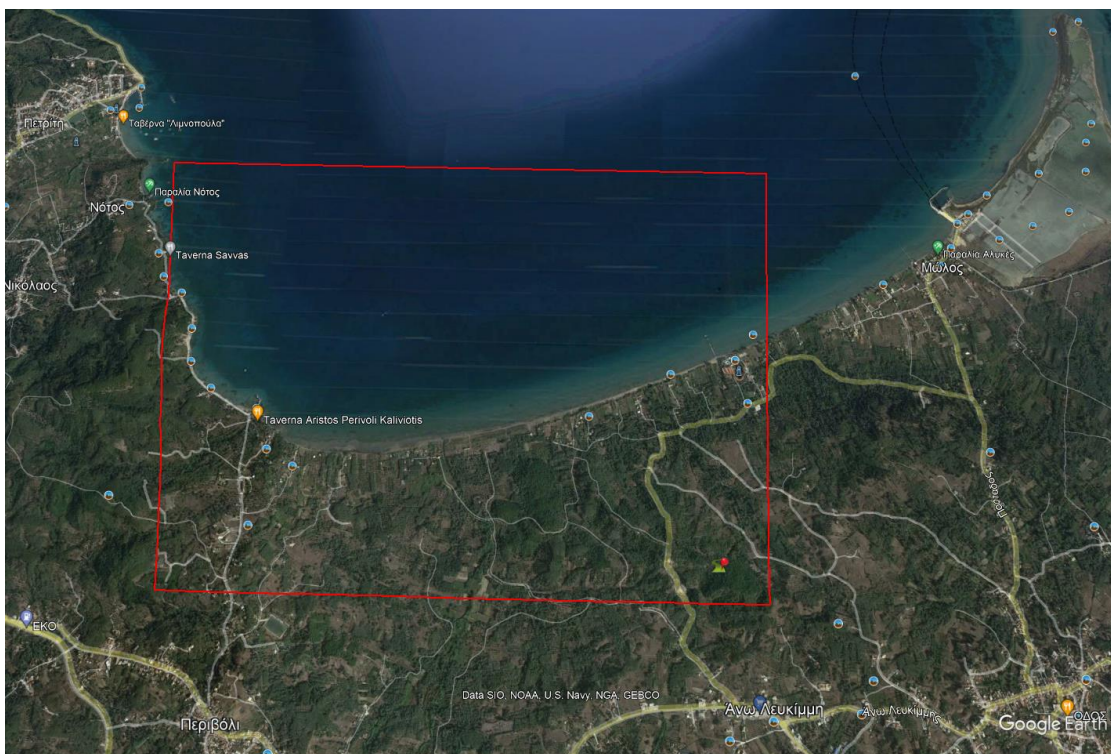 Πετρίτη
Ταβέρνα "Λιμνοπούλα"
Παραλία Νότος
Νότος
Taverna Savvas
Νικόλαος
Παραλία Αλυκές
Μώλος
Taverna Aristos Perivoli Kaliviotis
ΕΚΟ
Περιβόλι
Data SIO, NOAA, U.S. Navy, NGA, GEBCO
Άνω Λευκίμμη
Άνω Λευκίμμης
ΟΔΟΣ
Google Earth